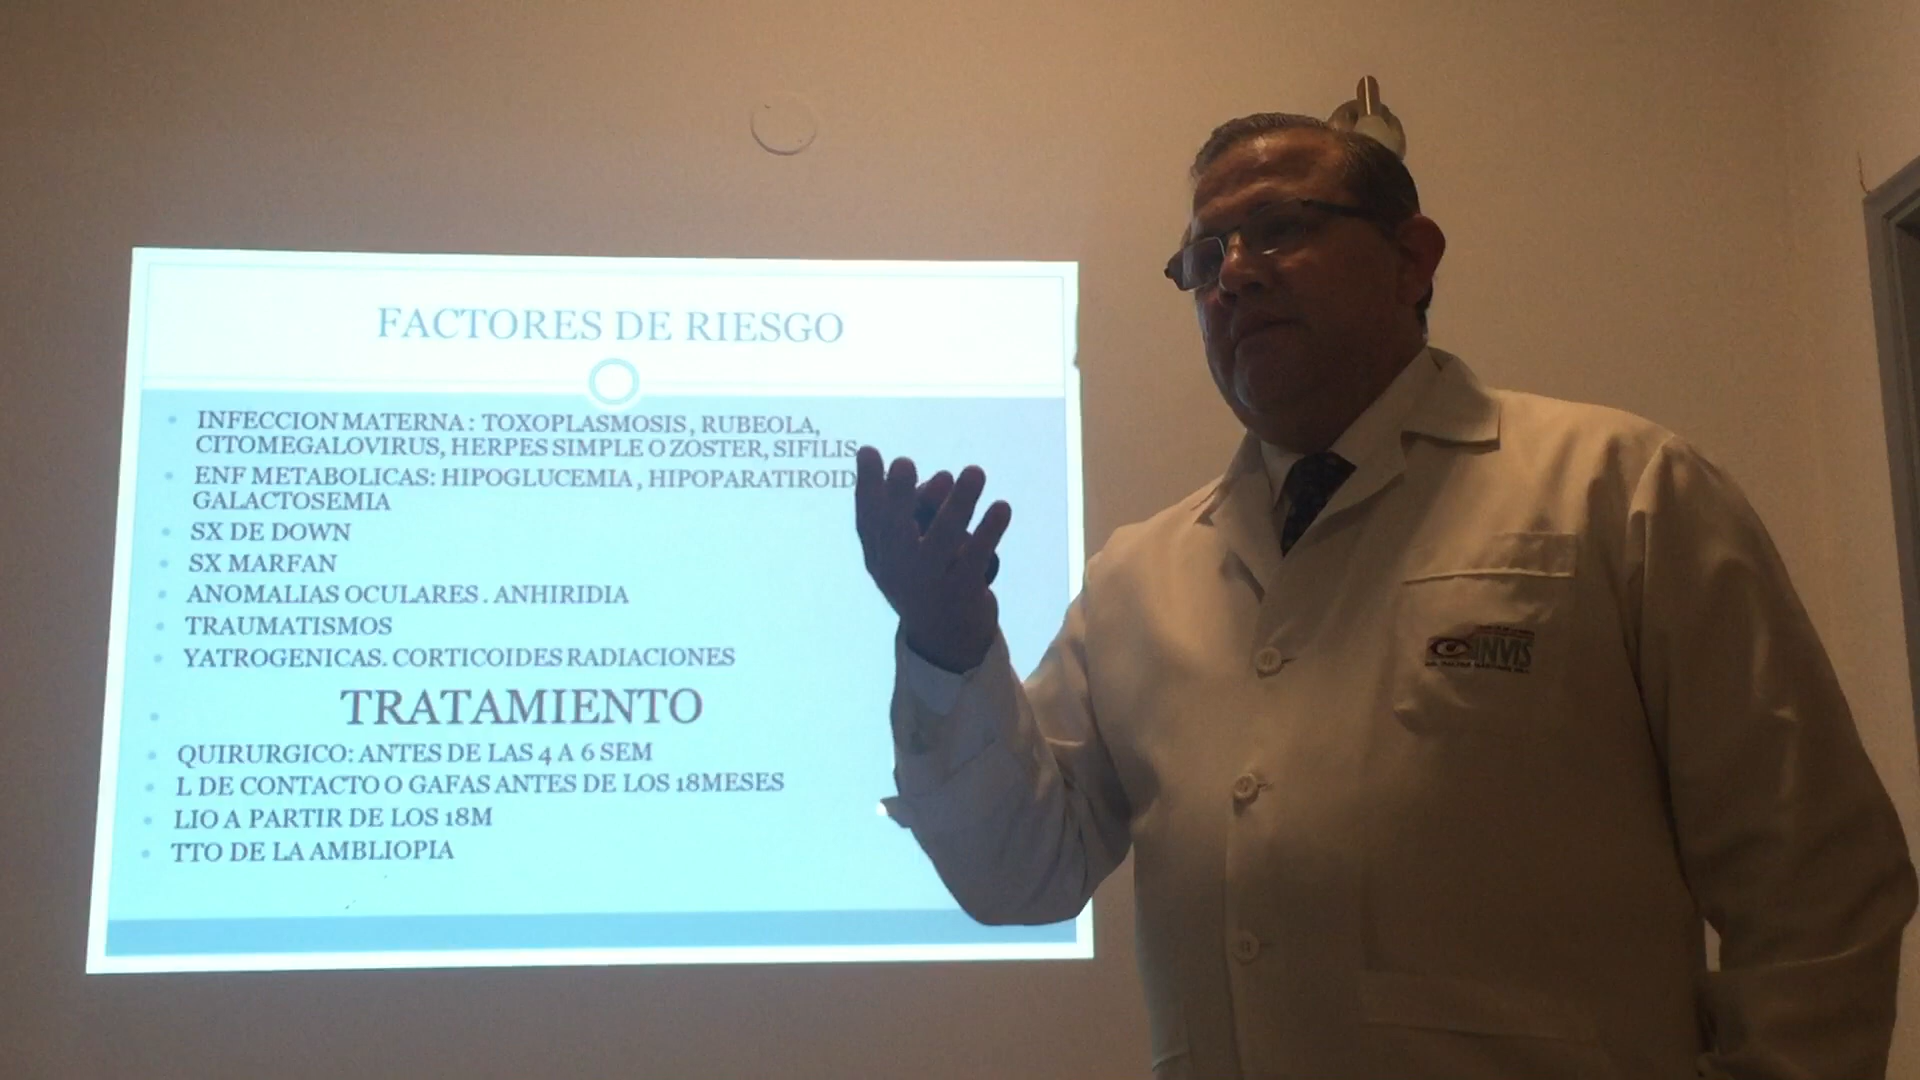 FACTORES DE RIESGO
INFECCION MATERNA : TOXOPLASMOSIS, RUBEOLA,
CITOMEGALOVIRUS, HERPES SIMPLE O ZOSTER, SIFILIS
ENF METABOLICAS: HIPOGLUCEMIA, HIPOPARATIROID
GALACTOSEMIA
SX DE DOWN
SX MARFAN
ANOMALIAS OCULARES . ANHIRIDIA
TRAUMATISMOS
YATROGENICAS. CORTICOIDES RADIACIONES
TRATAMIENTO
QUIRURGICO: ANTES DE LAS 4 A 6 SEM
L DE CONTACTO O GAFAS ANTES DE LOS 18MESES
LIO A PARTIR DE LOS 18M
TTO DE LA AMBLIOPIA
INVIS